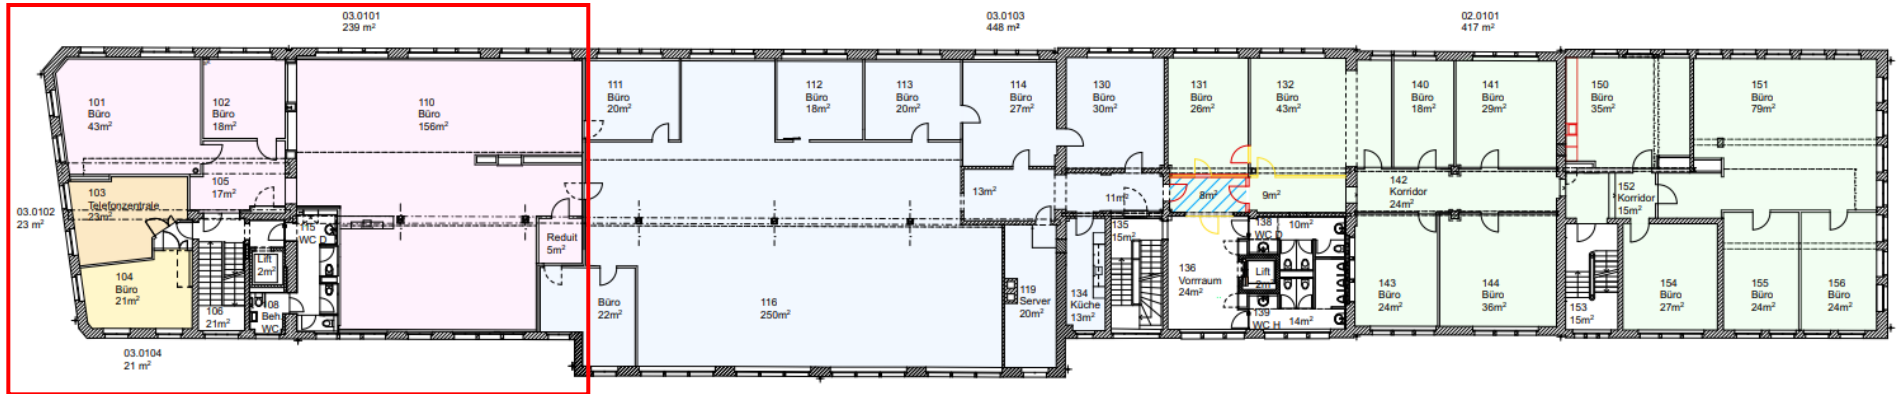 03.0101
239 m²
03.0103
448 m²
02.0101
417 m²
101
Büro
43m²
102
Büro
18m²
110
Büro
156m²
111
Büro
20m²
112
Büro
18m²
113
Büro
20m²
114
Büro
27m²
130
Büro
30m²
131
Büro
26m²
132
Büro
43m²
140
Büro
18m²
141
Büro
29m²
150
Büro
35m²
151
Büro
79m²
103
Telefonzentrale
23m²
105
17m²
13m²
11m²
8m²
9m²
142
Korridor
24m²
152
Korridor
15m²
03.0102
23 m²
115
WC D
Reduit
5m²
135
15m²
138
WC D
10m²
Lift
2m²
104
Büro
21m²
106
21m²
08
Beh.
WC
Büro
22m²
116
250m²
119
Server
20m²
134
Küche
13m²
136
Vorrraum
24m²
Lift
2m²
139
WC H
14m²
143
Büro
24m²
144
Büro
36m²
153
15m²
154
Büro
27m²
155
Büro
24m²
156
Büro
24m²
03.0104
21 m²